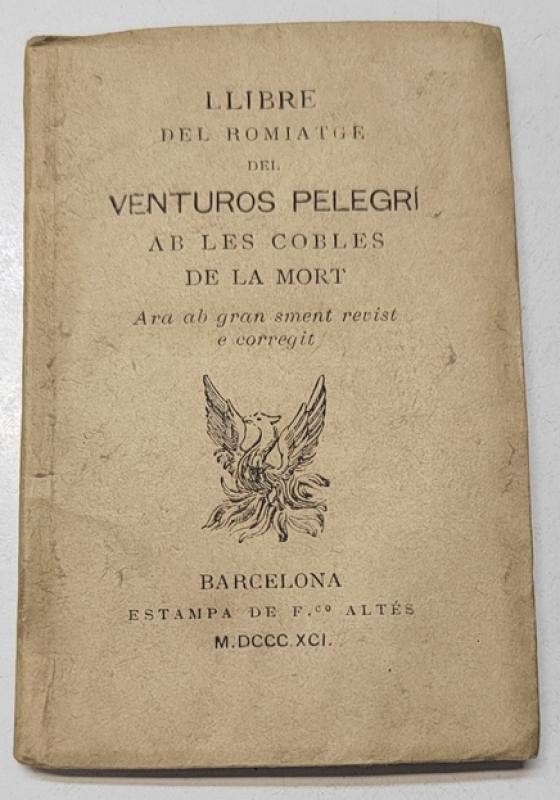 LLIBRE
DEL ROMIATGE
DEL
VENTUROS PELEGRÍ
AB LES COBLES
DE LA MORT
Ara ab gran sment revist
e corregit
BARCELONA
ESTAMPA DE F.co ALTÉS
M.DCCC.XCI.